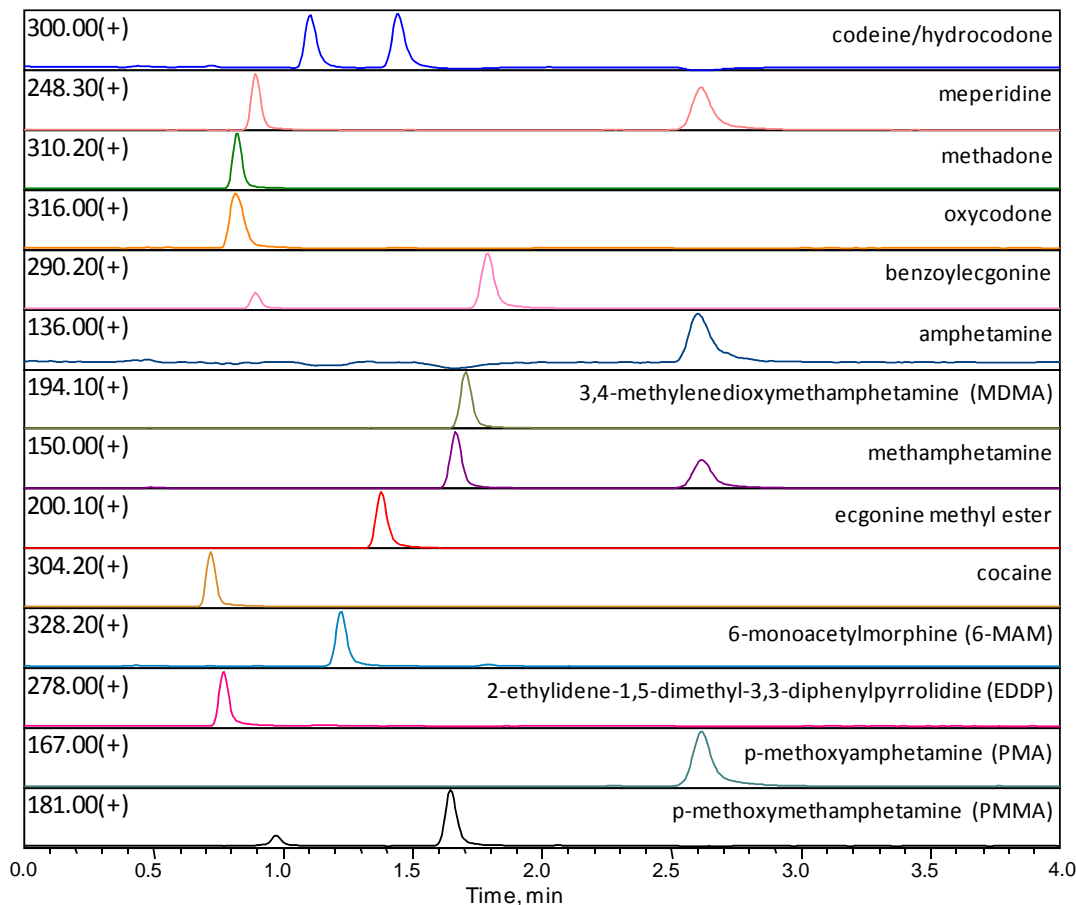 300.00(+) codeine/hydrocodone
248.30(+) meperidine
310.20(+) methadone
316.00(+) oxycodone
290.20(+) benzoylecgonine
136.00(+) amphetamine
194.10(+) 3,4-methylenedioxymethamphetamine (MDMA)
150.00(+) methamphetamine
200.10(+) ecgonine methyl ester
304.20(+) cocaine
328.20(+) 6-monoacetylmorphine (6-MAM)
278.00(+) 2-ethylidene-1,5-dimethyl-3,3-diphenylpyrrolidine (EDDP)
167.00(+) p-methoxyamphetamine (PMA)
181.00(+) p-methoxymethamphetamine (PMMA)
0.0 0.5 1.0 1.5 2.0 2.5 3.0 3.5 4.0
Time, min